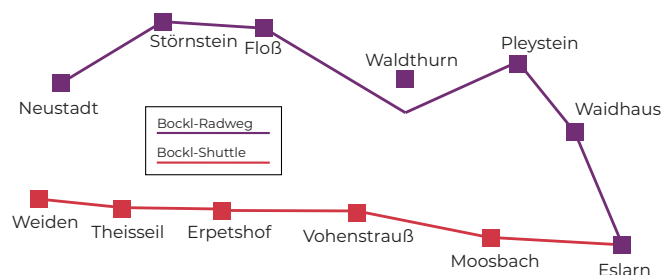 Störnstein
Floß
Waldthurn
Pleystein
Neustadt
Waidhaus
Bockl-Radweg
Bockl-Shuttle
Weiden
Theisseil
Erpetshof
Vohenstrauß
Moosbach
Eslarn